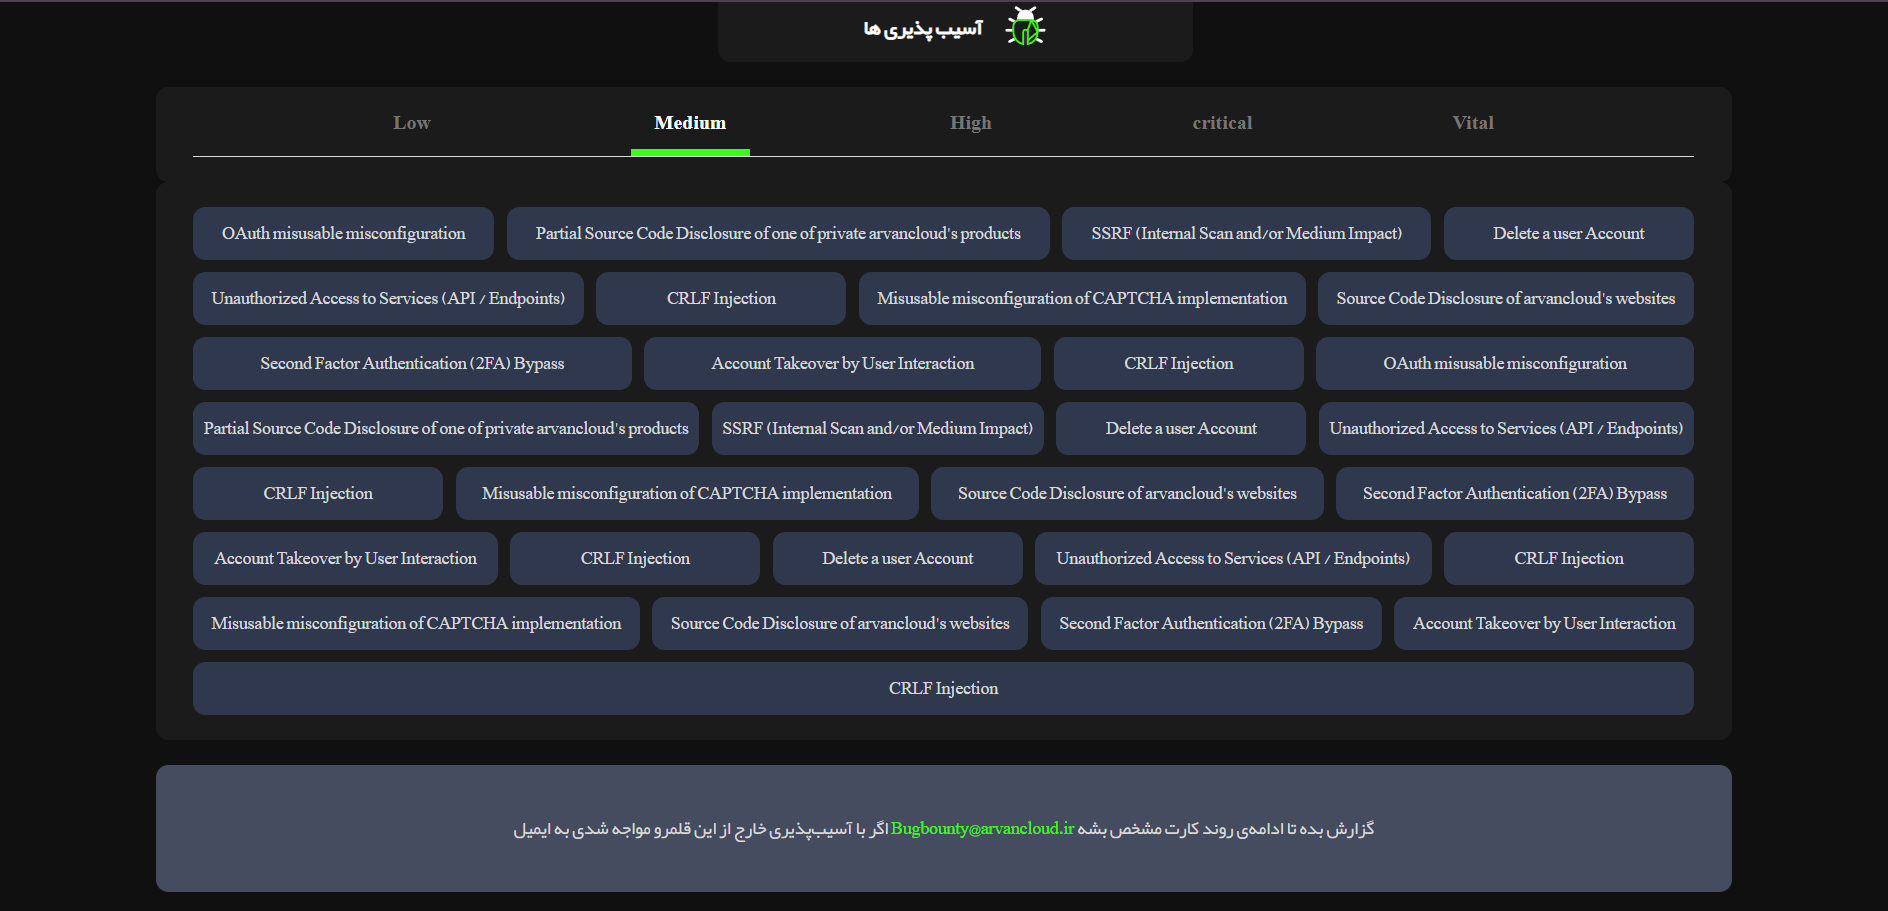 آسیب پذیری ها
Low Medium High critical Vital
OAuth misusable misconfiguration Partial Source Code Disclosure of one of private arvancloud's products SSRF (Internal Scan and/or Medium Impact) Delete a user Account
Unauthorized Access to Services (API / Endpoints) CRLF Injection Misusable misconfiguration of CAPTCHA implementation Source Code Disclosure of arvancloud's websites
Second Factor Authentication (2FA) Bypass Account Takeover by User Interaction CRLF Injection OAuth misusable misconfiguration
Partial Source Code Disclosure of one of private arvancloud's products SSRF (Internal Scan and/or Medium Impact) Delete a user Account Unauthorized Access to Services (API / Endpoints)
CRLF Injection Misusable misconfiguration of CAPTCHA implementation Source Code Disclosure of arvancloud's websites Second Factor Authentication (2FA) Bypass
Account Takeover by User Interaction CRLF Injection Delete a user Account Unauthorized Access to Services (API / Endpoints) CRLF Injection
Misusable misconfiguration of CAPTCHA implementation Source Code Disclosure of arvancloud's websites Second Factor Authentication (2FA) Bypass Account Takeover by User Interaction
CRLF Injection
اگر با آسیب‌پذیری خارج از این قلمرو مواجه شدی به ایمیل Bugbounty@arvancloud.ir گزارش بده تا ادامه‌ی روند کارت مشخص بشه